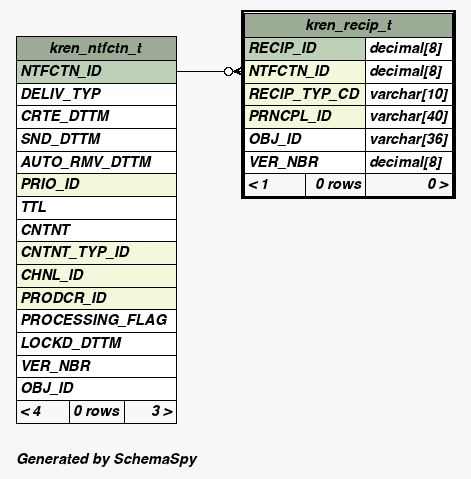 kren_ntfctn_t
NTFCTN_ID
DELIV_TYP
CRTE_DTTM
SND_DTTM
AUTO_RMV_DTTM
PRIO_ID
TTL
CNTNT
CNTNT_TYP_ID
CHNL_ID
PRODCR_ID
PROCESSING_FLAG
LOCKD_DTTM
VER_NBR
OBJ_ID
< 4 0 rows 3 >
kren_recip_t
RECIP_ID decimal[8]
NTFCTN_ID decimal[8]
RECIP_TYP_CD varchar[10]
PRNCPL_ID varchar[40]
OBJ_ID varchar[36]
VER_NBR decimal[8]
< 1 0 rows 0 >
Generated by SchemaSpy